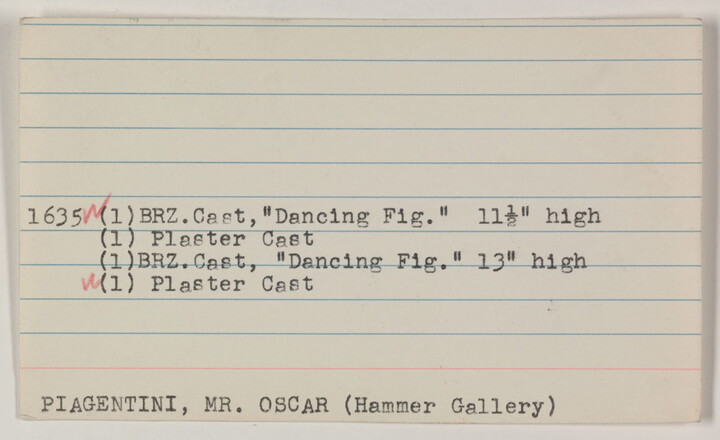 1635 (1)BRZ.Cast,"Dancing Fig." 11½" high
(1) Plaster Cast
(1)BRZ.Cast, "Dancing Fig." 13" high
(1) Plaster Cast
PIAGENTINI, MR. OSCAR (Hammer Gallery)